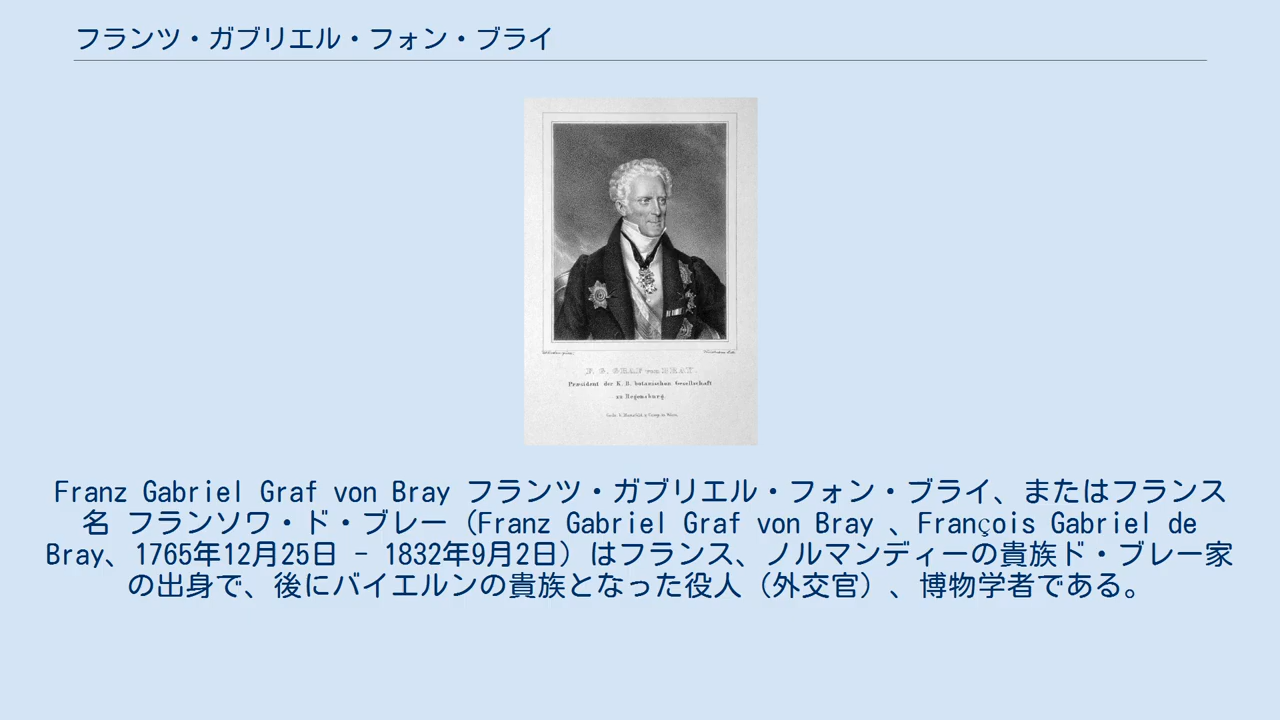 フランツ・ガブリエル・フォン・ブライ
F. G. GRAF von BRAY.
Præsident der K. B. botanischen Gesellschaft
zu Regensburg.
Franz Gabriel Graf von Bray フランツ・ガブリエル・フォン・ブライ、またはフランス
名 フランソワ・ド・ブレー（Franz Gabriel Graf von Bray 、François Gabriel de
Bray、1765年12月25日 - 1832年9月2日）はフランス、ノルマンディーの貴族ド・ブレー家
の出身で、後にバイエルンの貴族となった役人（外交官）、博物学者である。